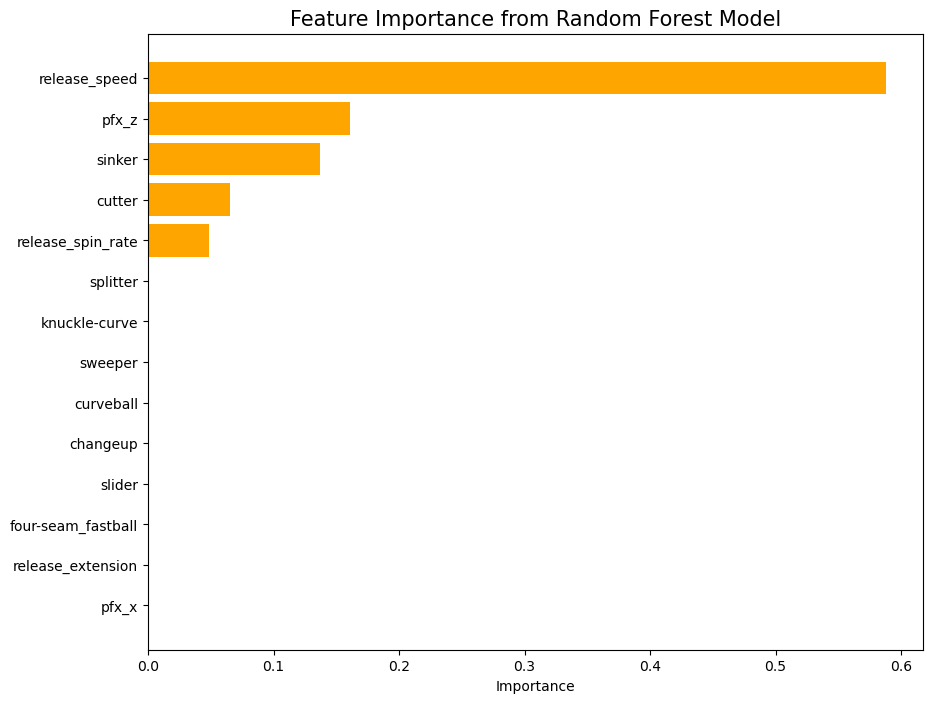 Feature Importance from Random Forest Model
release_speed
pfx_z
sinker
cutter
release_spin_rate
splitter
knuckle-curve
sweeper
curveball
changeup
slider
four-seam_fastball
release_extension
pfx_x
0.0 0.1 0.2 0.3 0.4 0.5 0.6
Importance